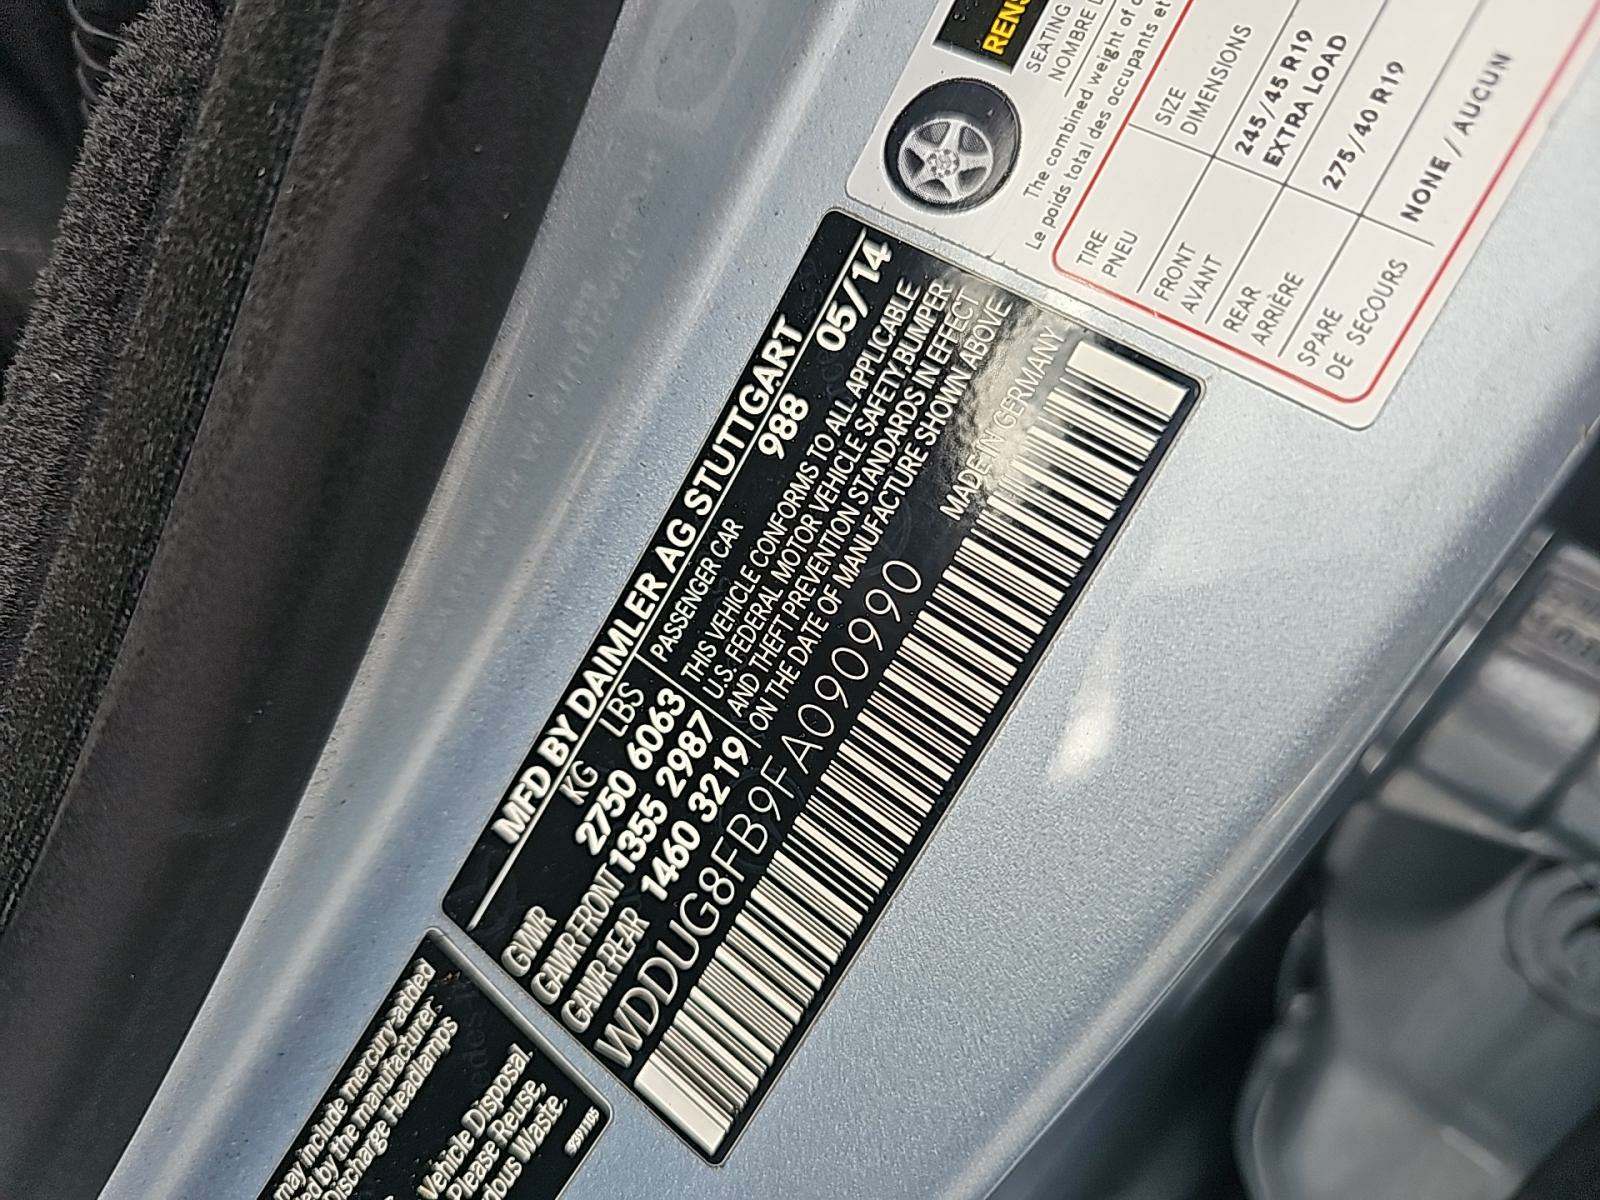 RENS
SEATING
NOMBRE D
The combined weight of o
Le poids total des occupants et
TIRE
PNEU
SIZE
DIMENSIONS
FRONT
AVANT
245/45 R19
EXTRA LOAD
REAR
ARRIÈRE
275/40 R19
SPARE
DE SECOURS
NONE / AUCUN
MFD BY DAIMLER AG STUTTGART
KG LBS 988 05/14
GVWR 2750 6063
GAWR FRONT 1355 2987
GAWR REAR 1460 3219
PASSENGER CAR
THIS VEHICLE CONFORMS TO ALL APPLICABLE
U.S. FEDERAL MOTOR VEHICLE SAFETY,BUMPER
AND THEFT PREVENTION STANDARDS IN EFFECT
ON THE DATE OF MANUFACTURE SHOWN ABOVE
WDDUG8FB9FA090990 MADE IN GERMANY
may include mercury-added
ed by the manufacturer.
Discharge Headlamps
Vehicle Disposal.
Please Reuse,
dous Waste.